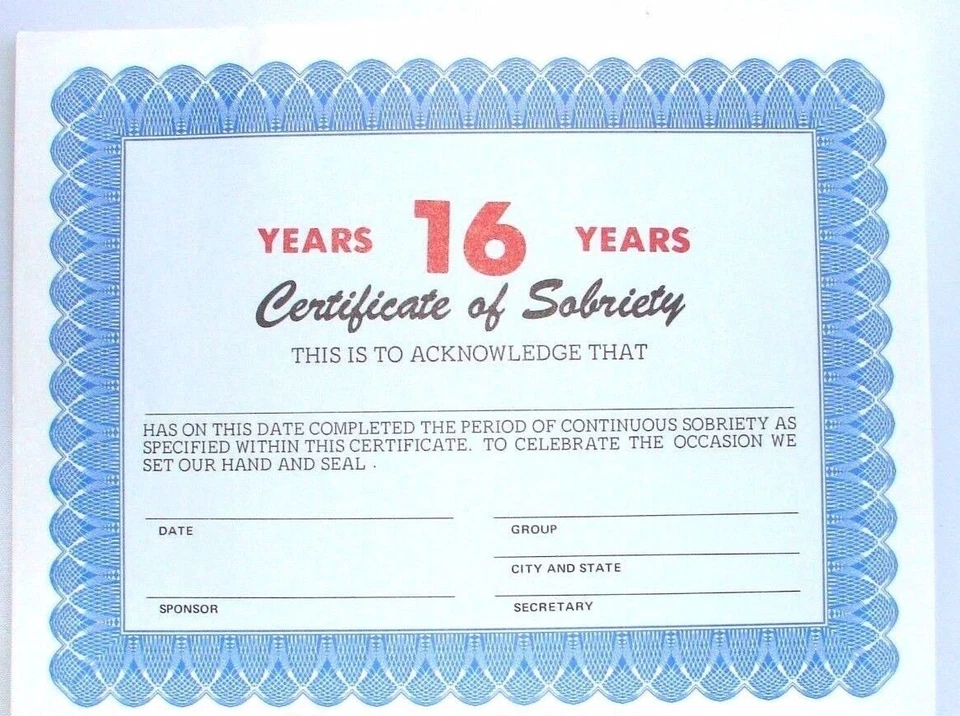 YEARS 16 YEARS
Certificate of Sobriety
THIS IS TO ACKNOWLEDGE THAT
HAS ON THIS DATE COMPLETED THE PERIOD OF CONTINUOUS SOBRIETY AS
SPECIFIED WITHIN THIS CERTIFICATE. TO CELEBRATE THE OCCASION WE
SET OUR HAND AND SEAL .
DATE
GROUP
CITY AND STATE
SPONSOR
SECRETARY